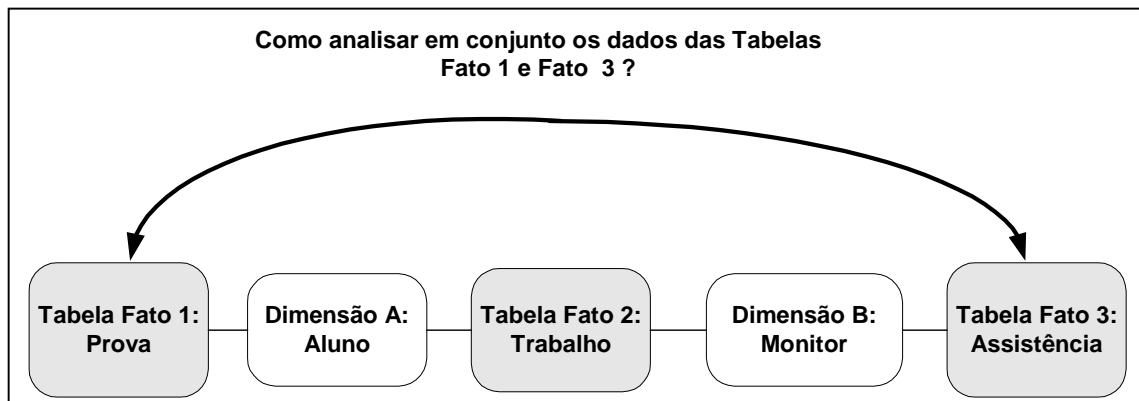 Como analisar em conjunto os dados das Tabelas
Fato 1 e Fato 3 ?
Tabela Fato 1:
Prova
Dimensão A:
Aluno
Tabela Fato 2:
Trabalho
Dimensão B:
Monitor
Tabela Fato 3:
Assistência